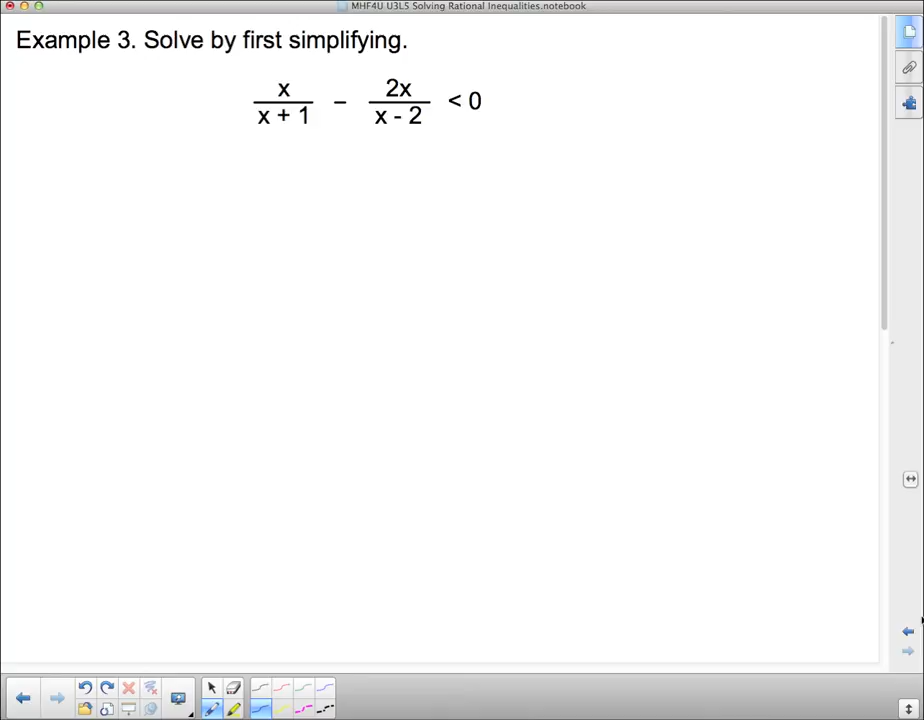 MHF4U U3L5 Solving Rational Inequalities.notebook
Example 3. Solve by first simplifying.
x 2x
— − — < 0
x + 1 x - 2